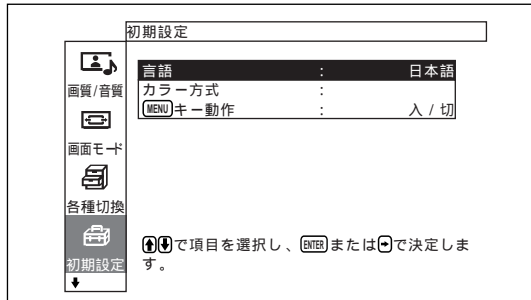 初期設定
画質/音質
画面モード
各種切換
初期設定
言語 : 日本語
カラー方式 :
MENUキー動作 : 入 / 切
で項目を選択し、ENTERまたはで決定しま
す。